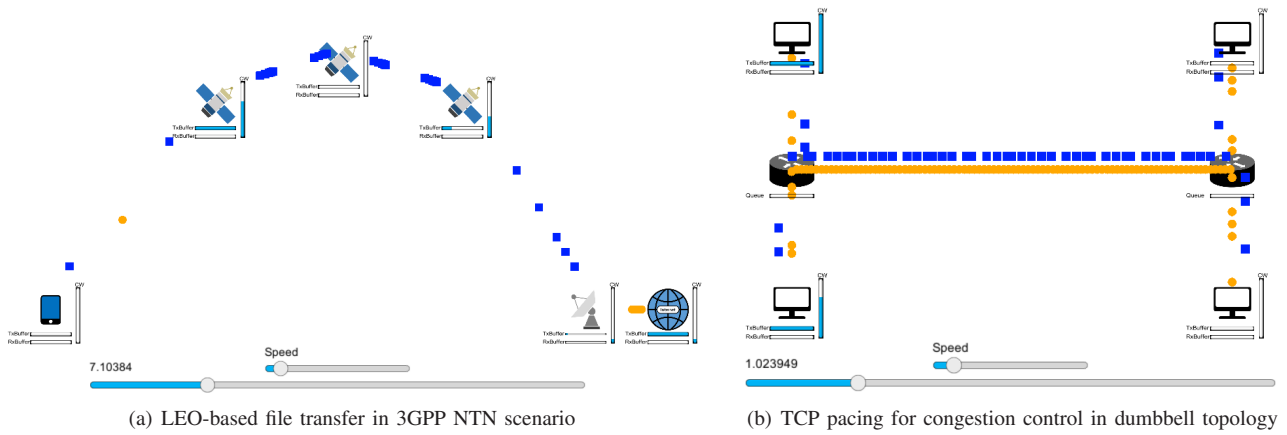 CW
CW
CW
TxBuffer
RxBuffer
TxBuffer
RxBuffer
TxBuffer
RxBuffer
CW
CW
CW
Internet
TxBuffer
RxBuffer
TxBuffer
RxBuffer
TxBuffer
RxBuffer
Speed
7.10384
(a) LEO-based file transfer in 3GPP NTN scenario
CW
CW
TxBuffer
RxBuffer
TxBuffer
RxBuffer
Queue
Queue
CW
CW
TxBuffer
RxBuffer
TxBuffer
RxBuffer
Speed
1.023949
(b) TCP pacing for congestion control in dumbbell topology